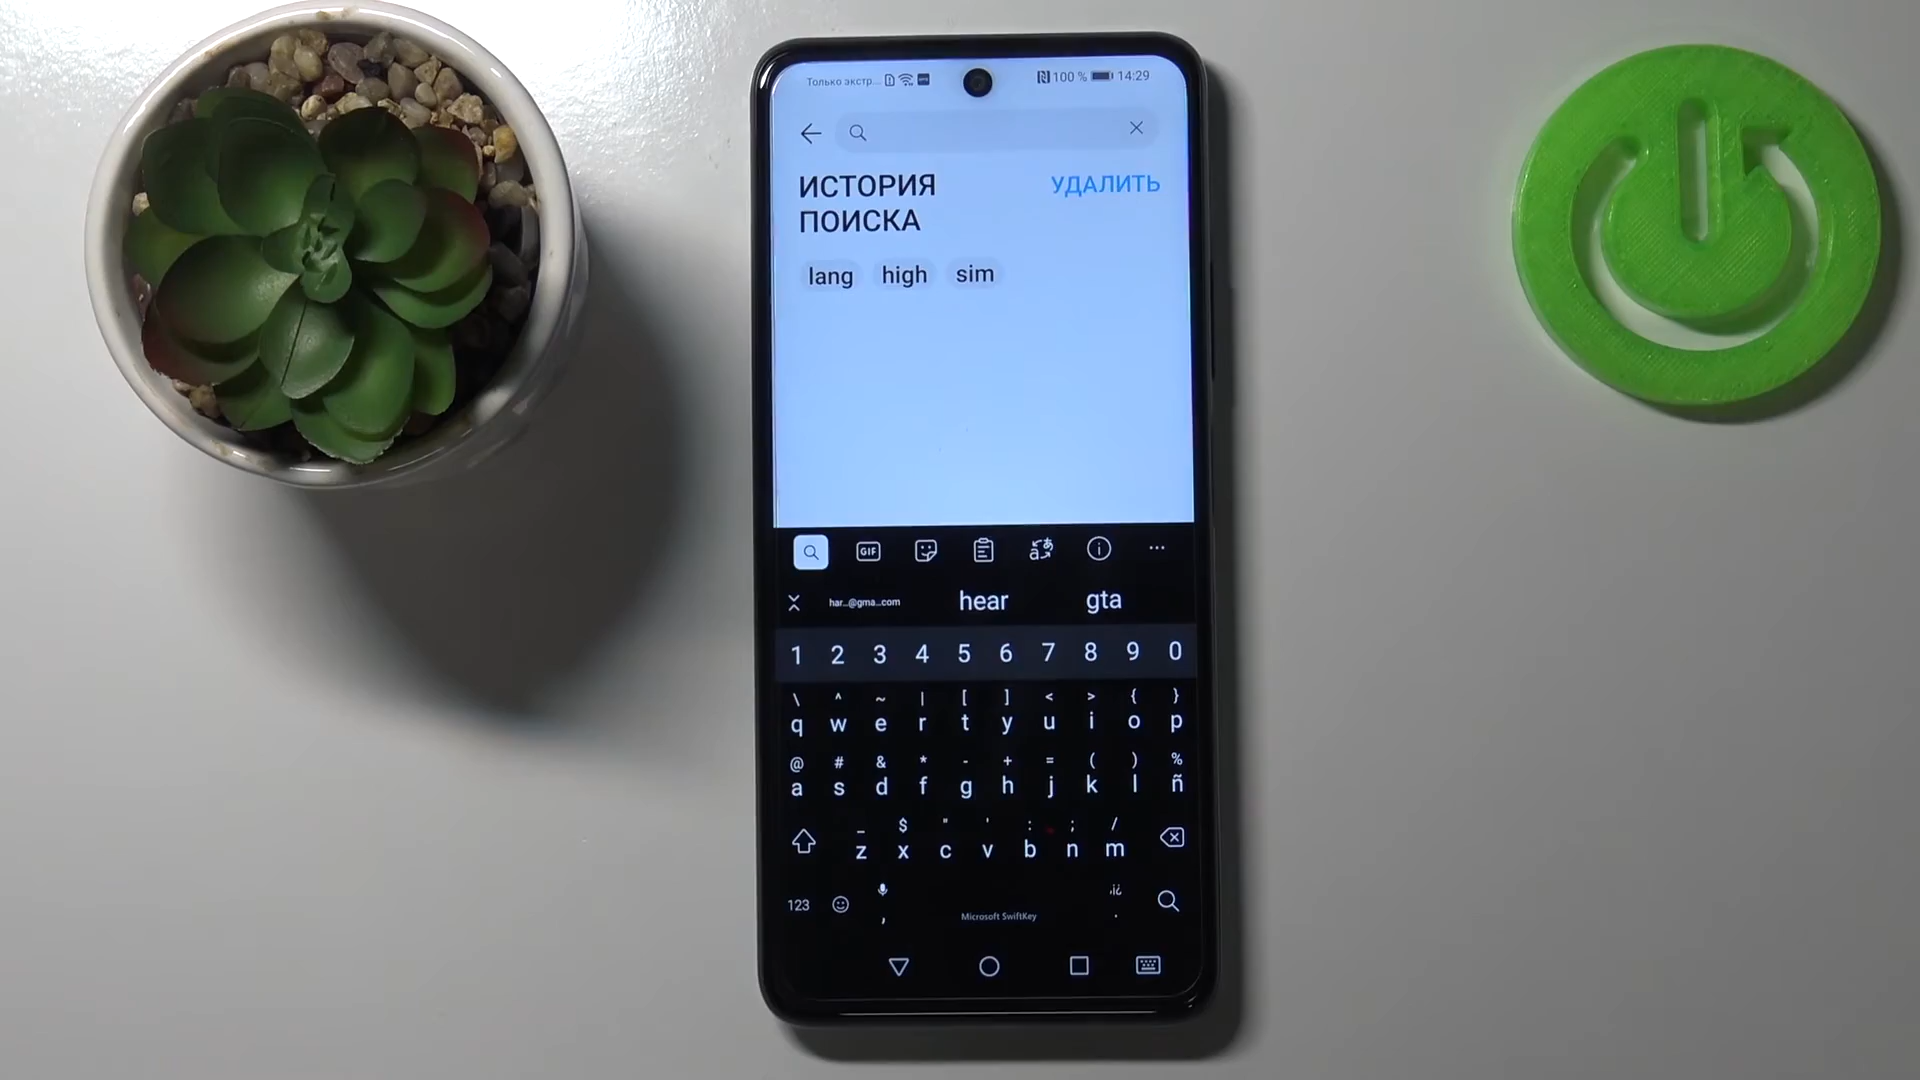 Только экстр... 100 % 14:29
ИСТОРИЯ УДАЛИТЬ
ПОИСКА
lang high sim
GIF
har...@gma...com hear gta
1 2 3 4 5 6 7 8 9 0
\ ^ ~ | [ ] < > { }
q w e r t y u i o p
@ # & * - + = ( ) %
a s d f g h j k l ñ
_ $ " ' : ; /
z x c v b n m
123 , Microsoft SwiftKey .